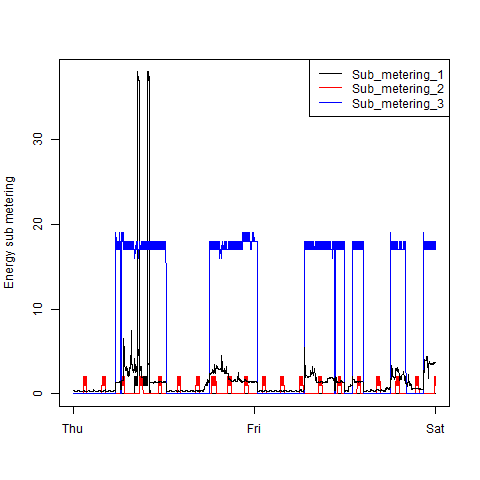 Sub_metering_1
Sub_metering_2
Sub_metering_3
Energy sub metering
30
20
10
0
Thu
Fri
Sat